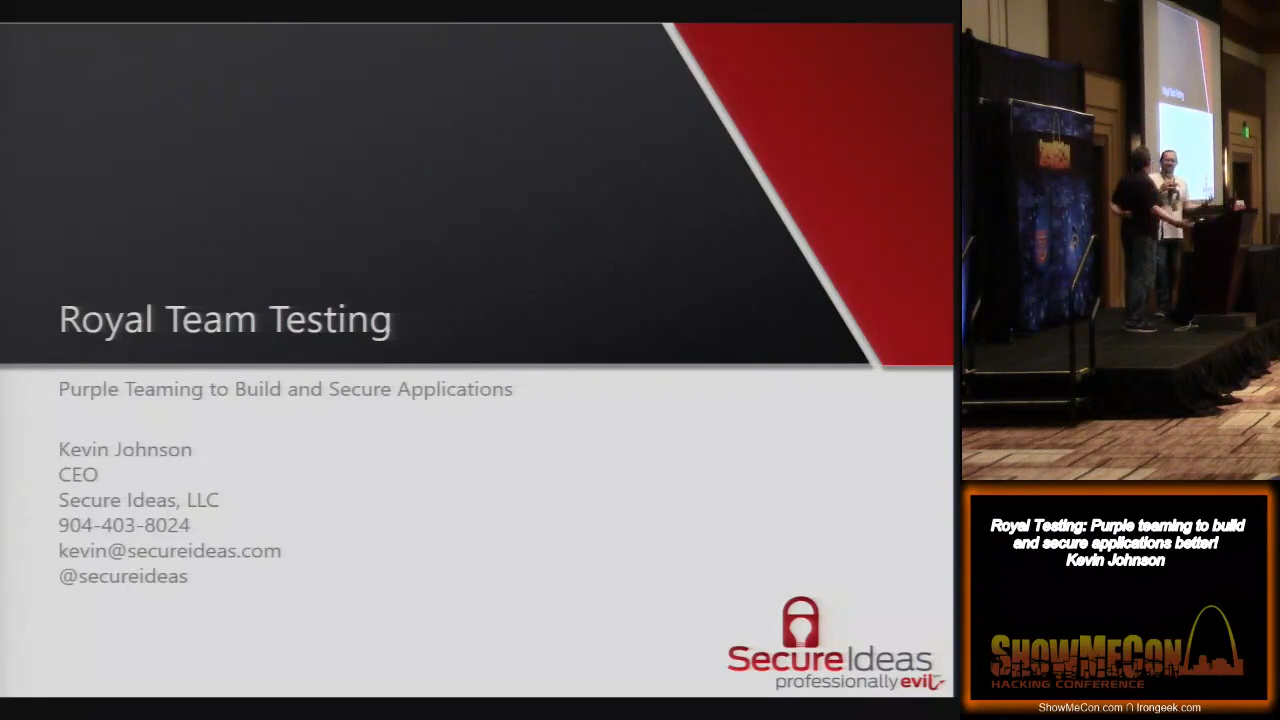 Royal Team Testing
Purple Teaming to Build and Secure Applications
Kevin Johnson
CEO
Secure Ideas, LLC
904-403-8024
kevin@secureideas.com
@secureideas
SecureIdeas
professionally evil
Royal Testing: Purple teaming to build
and secure applications better!
Kevin Johnson
SHOWMECON
HACKING CONFERENCE
ShowMeCon.com ∩ Irongeek.com